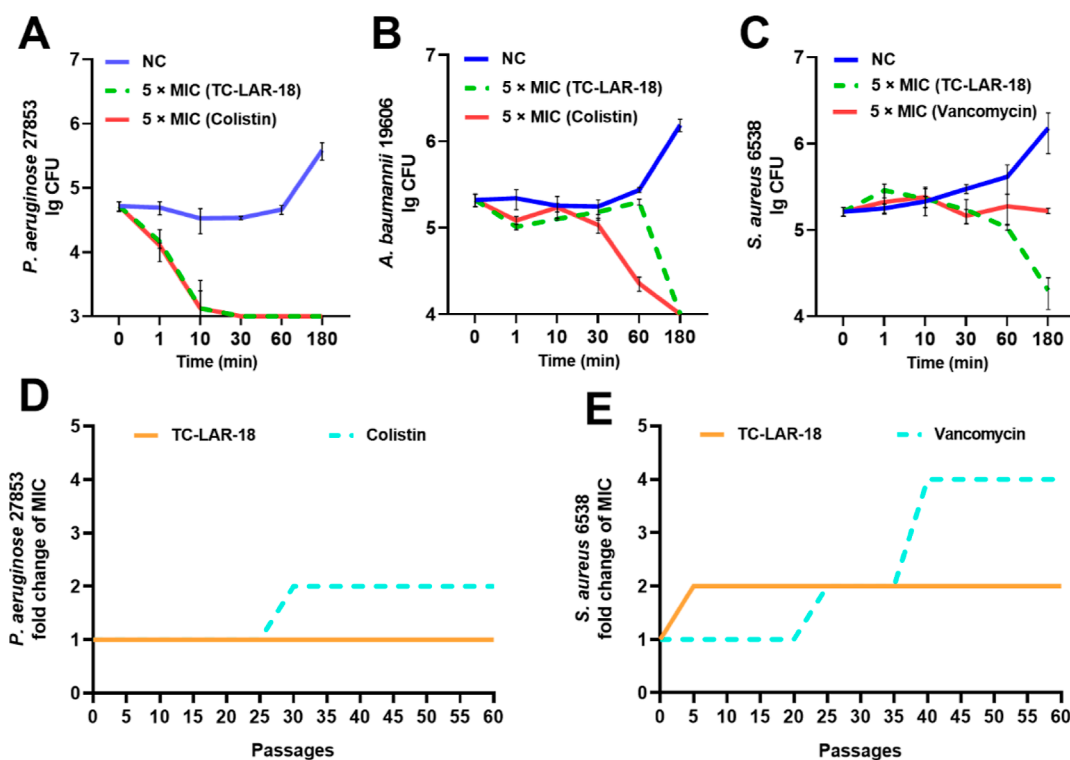 A
NC
5 × MIC (TC-LAR-18)
5 × MIC (Colistin)
P. aeruginose 27853
lg CFU
7
6
5
4
3
0 1 10 30 60 180
Time (min)
B
NC
5 × MIC (TC-LAR-18)
5 × MIC (Colistin)
A. baumannii 19606
lg CFU
7
6
5
4
0 1 10 30 60 180
Time (min)
C
NC
5 × MIC (TC-LAR-18)
5 × MIC (Vancomycin)
S. aureus 6538
lg CFU
7
6
5
4
0 1 10 30 60 180
Time (min)
D
TC-LAR-18 Colistin
P. aeruginose 27853
fold change of MIC
5
4
3
2
1
0
0 5 10 15 20 25 30 35 40 45 50 55 60
Passages
E
TC-LAR-18 Vancomycin
S. aureus 6538
fold change of MIC
5
4
3
2
1
0
0 5 10 15 20 25 30 35 40 45 50 55 60
Passages